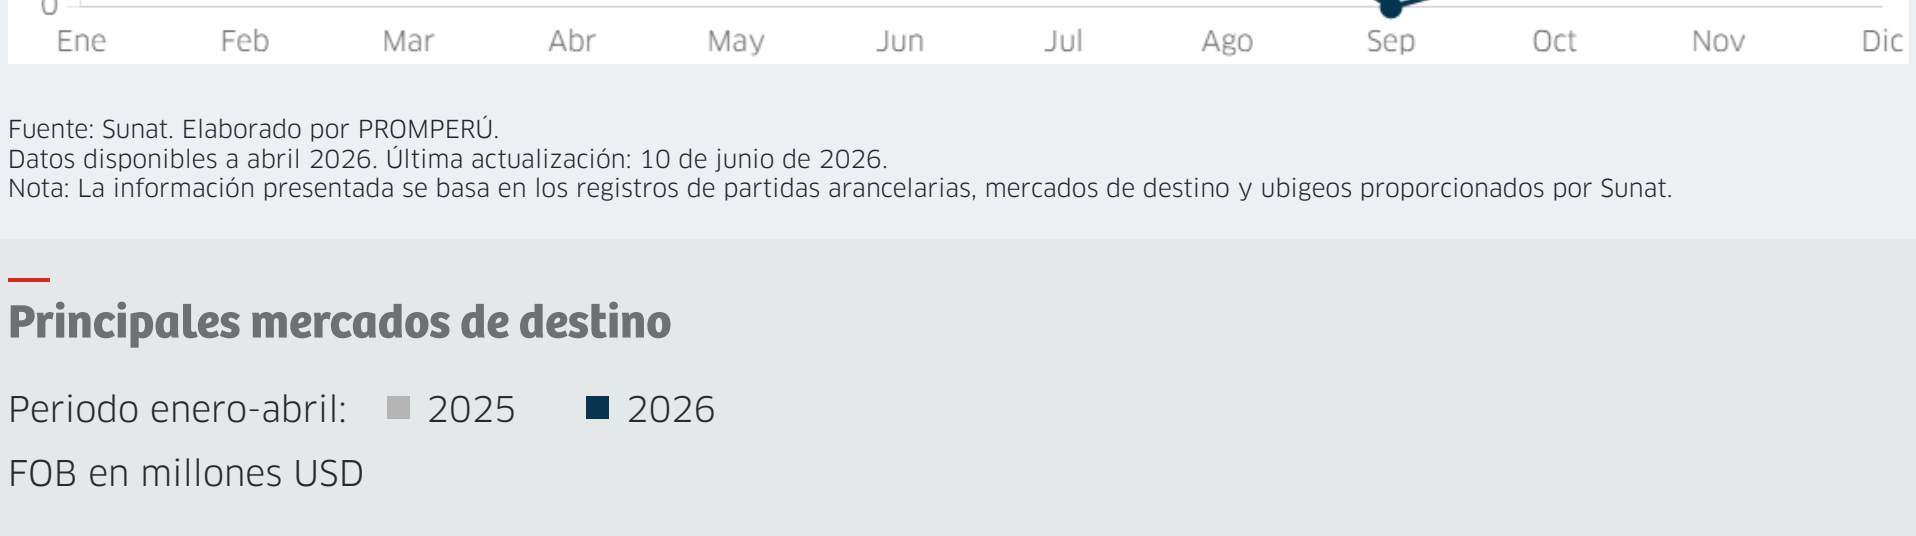 0
Ene Feb Mar Abr May Jun Jul Ago Sep Oct Nov Dic
Fuente: Sunat. Elaborado por PROMPERÚ.
Datos disponibles a abril 2026. Última actualización: 10 de junio de 2026.
Nota: La información presentada se basa en los registros de partidas arancelarias, mercados de destino y ubigeos proporcionados por Sunat.
Principales mercados de destino
Periodo enero-abril: 2025 2026
FOB en millones USD